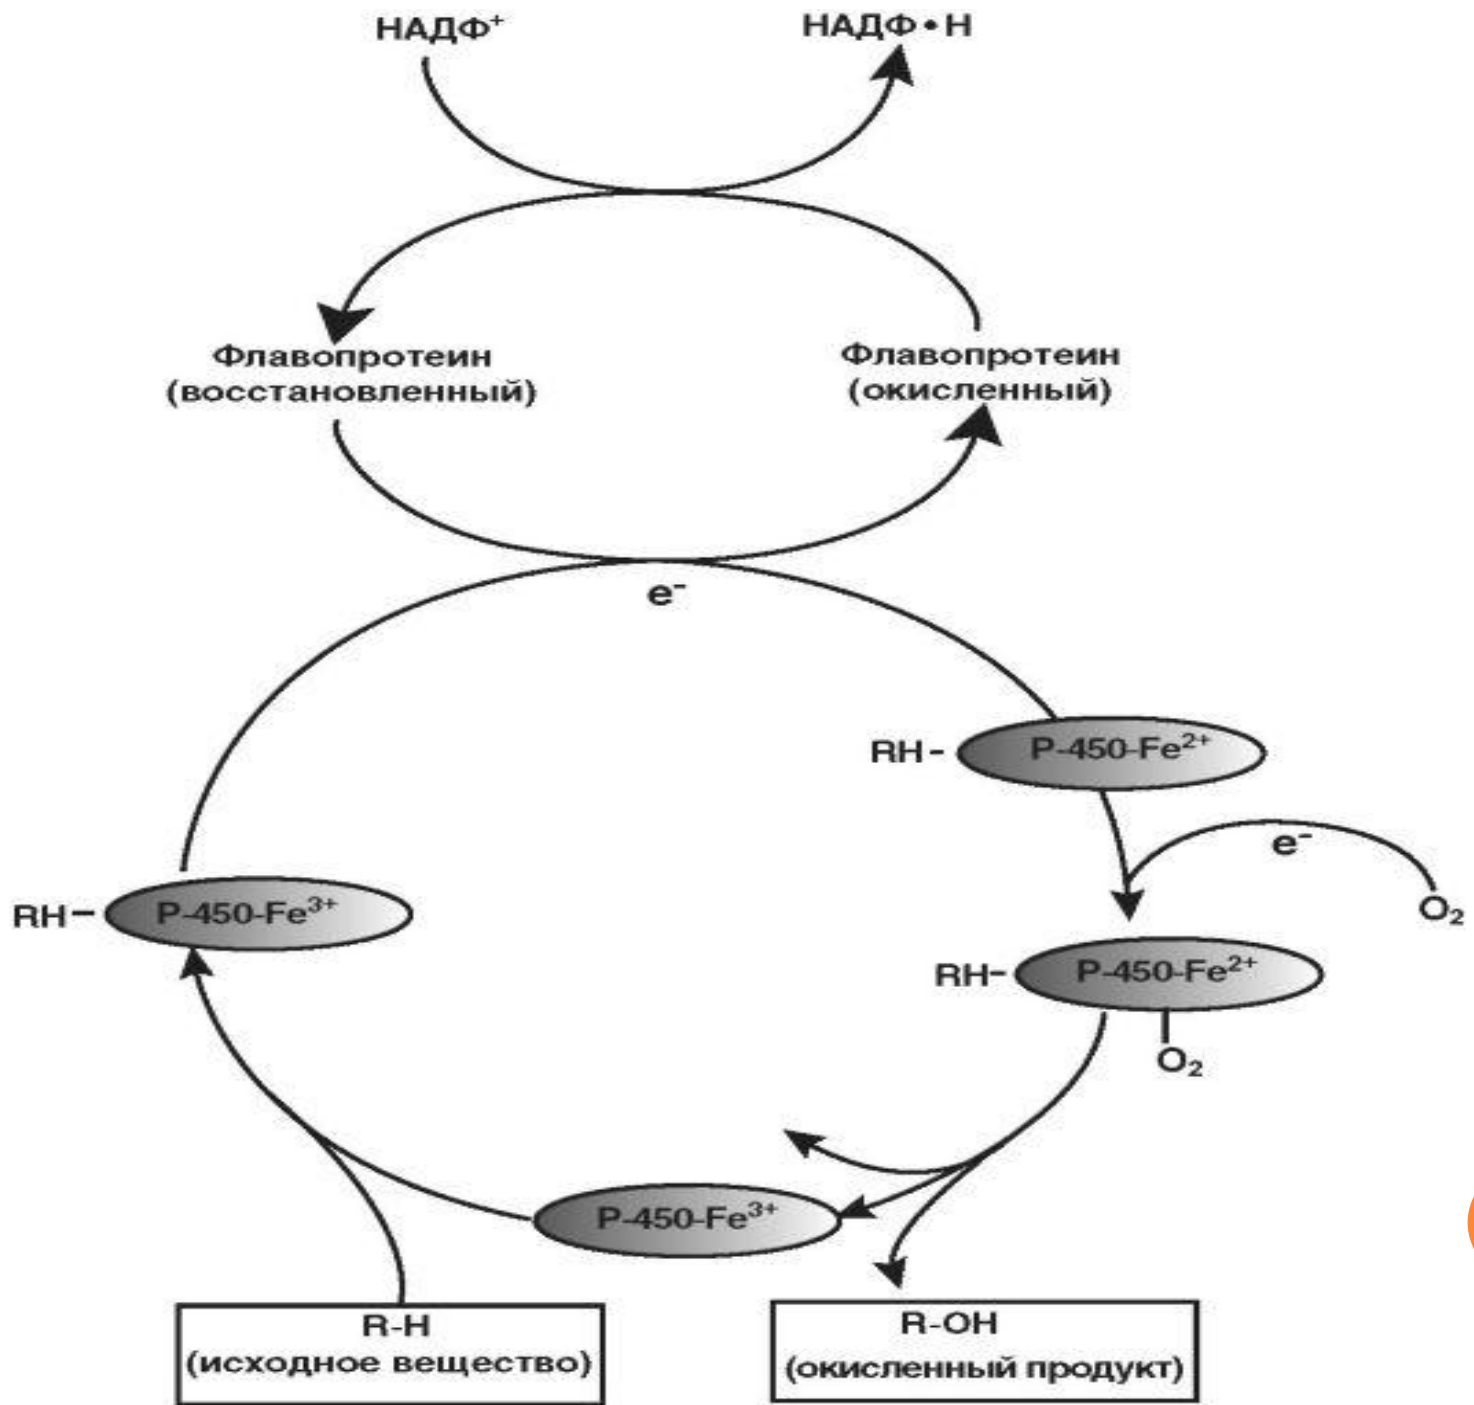 НАДФ⁺
НАДФ•Н
Флавопротеин
(восстановленный)
Флавопротеин
(окисленный)
e⁻
RH-
P-450-Fe²⁺
e⁻
O₂
RH-
P-450-Fe³⁺
RH-
P-450-Fe²⁺
O₂
P-450-Fe³⁺
R-H
(исходное вещество)
R-OH
(окисленный продукт)